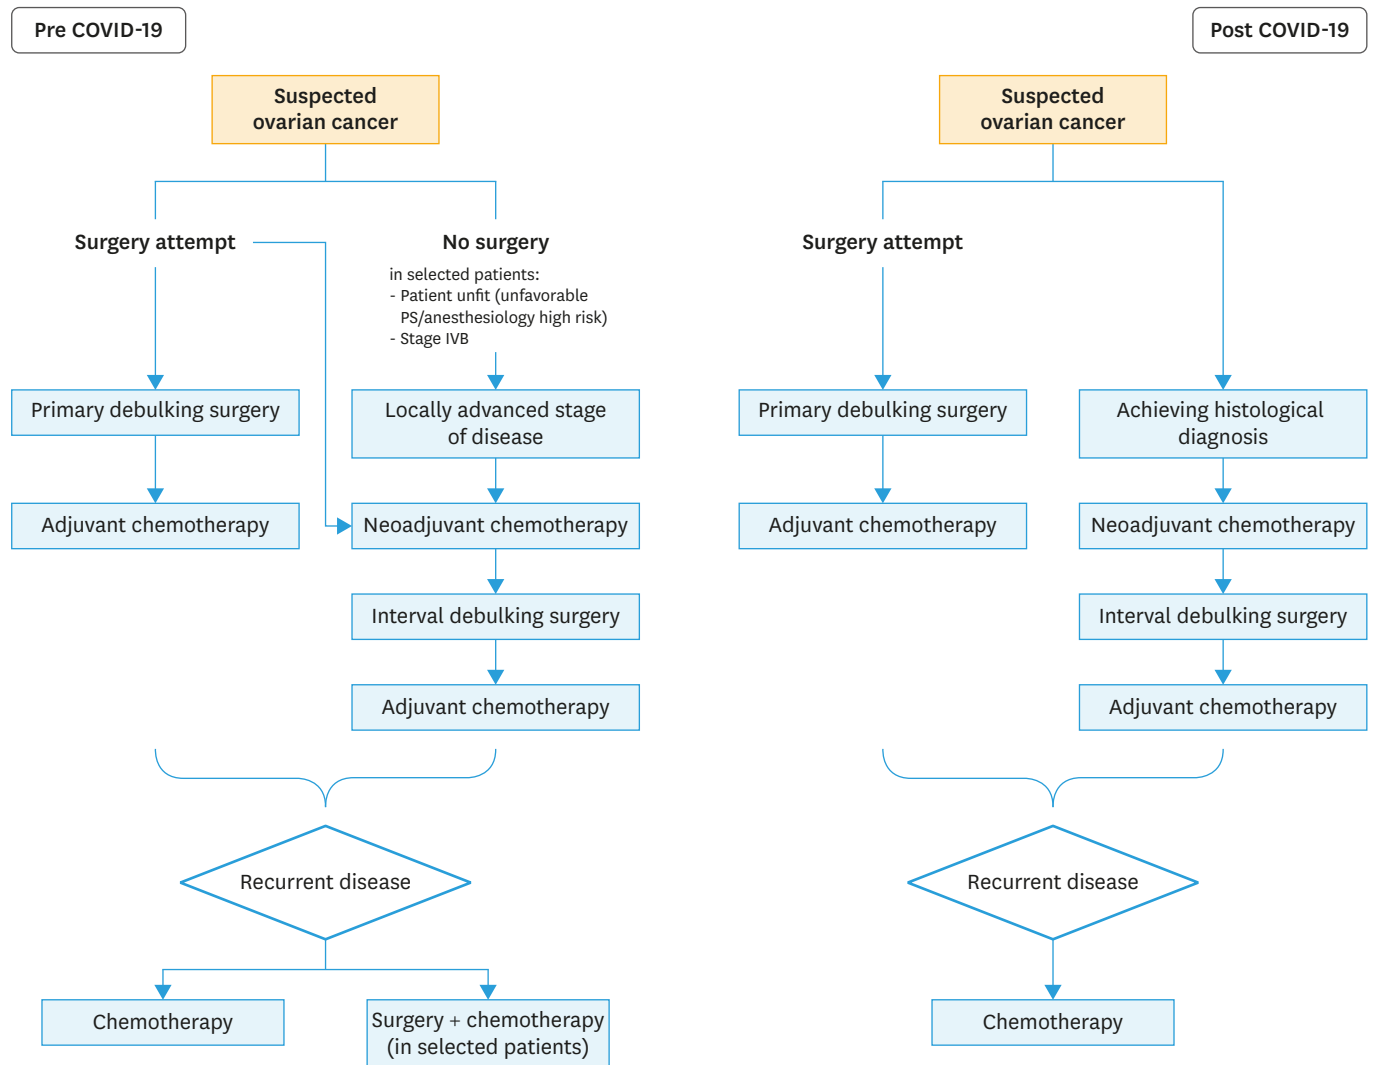 Pre COVID-19
Suspected
ovarian cancer
Surgery attempt
No surgery
in selected patients:
- Patient unfit (unfavorable
PS/anesthesiology high risk)
- Stage IVB
Primary debulking surgery
Locally advanced stage
of disease
Adjuvant chemotherapy
Neoadjuvant chemotherapy
Interval debulking surgery
Adjuvant chemotherapy
Recurrent disease
Chemotherapy
Surgery + chemotherapy
(in selected patients)
Post COVID-19
Suspected
ovarian cancer
Surgery attempt
Primary debulking surgery
Achieving histological
diagnosis
Adjuvant chemotherapy
Neoadjuvant chemotherapy
Interval debulking surgery
Adjuvant chemotherapy
Recurrent disease
Chemotherapy